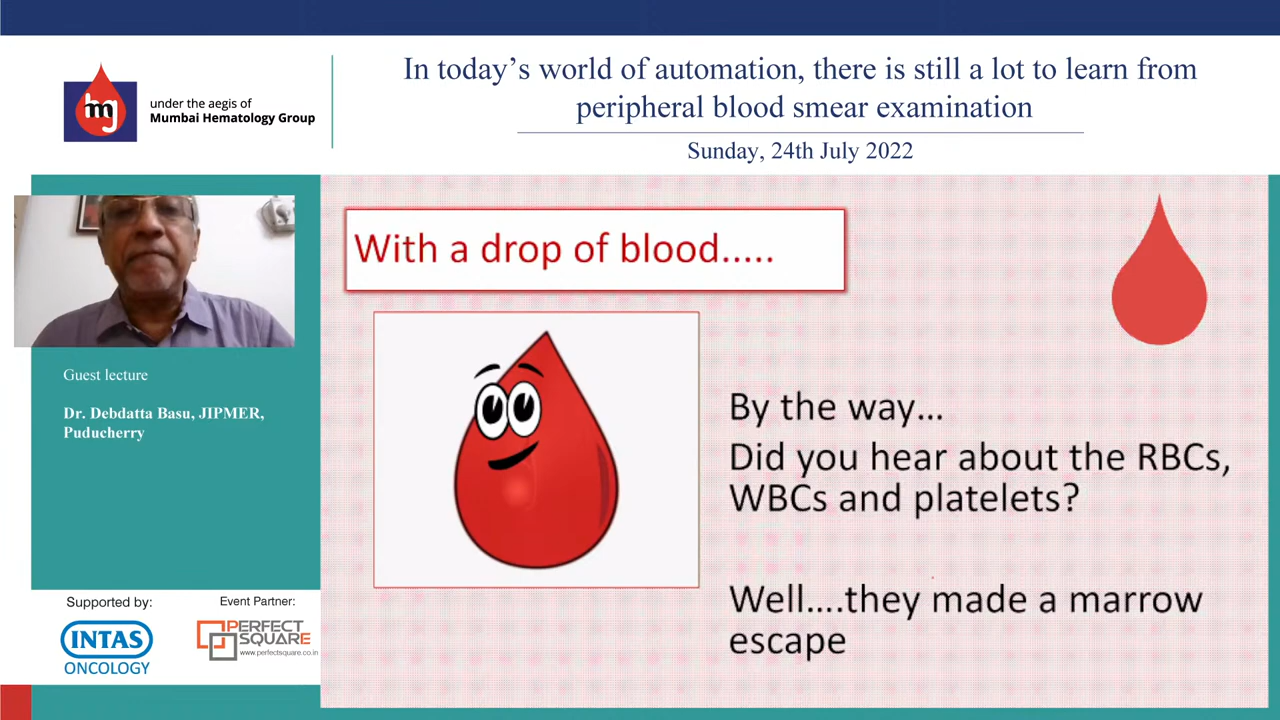 In today's world of automation, there is still a lot to learn from
peripheral blood smear examination
Sunday, 24th July 2022
hg
under the aegis of
Mumbai Hematology Group
With a drop of blood.....
By the way...
Did you hear about the RBCs,
WBCs and platelets?
Well....they made a marrow
escape
Guest lecture
Dr. Debdatta Basu, JIPMER,
Puducherry
Supported by:
INTAS
ONCOLOGY
Event Partner:
PERFECT
SQUARE
www.perfectsquare.co.in